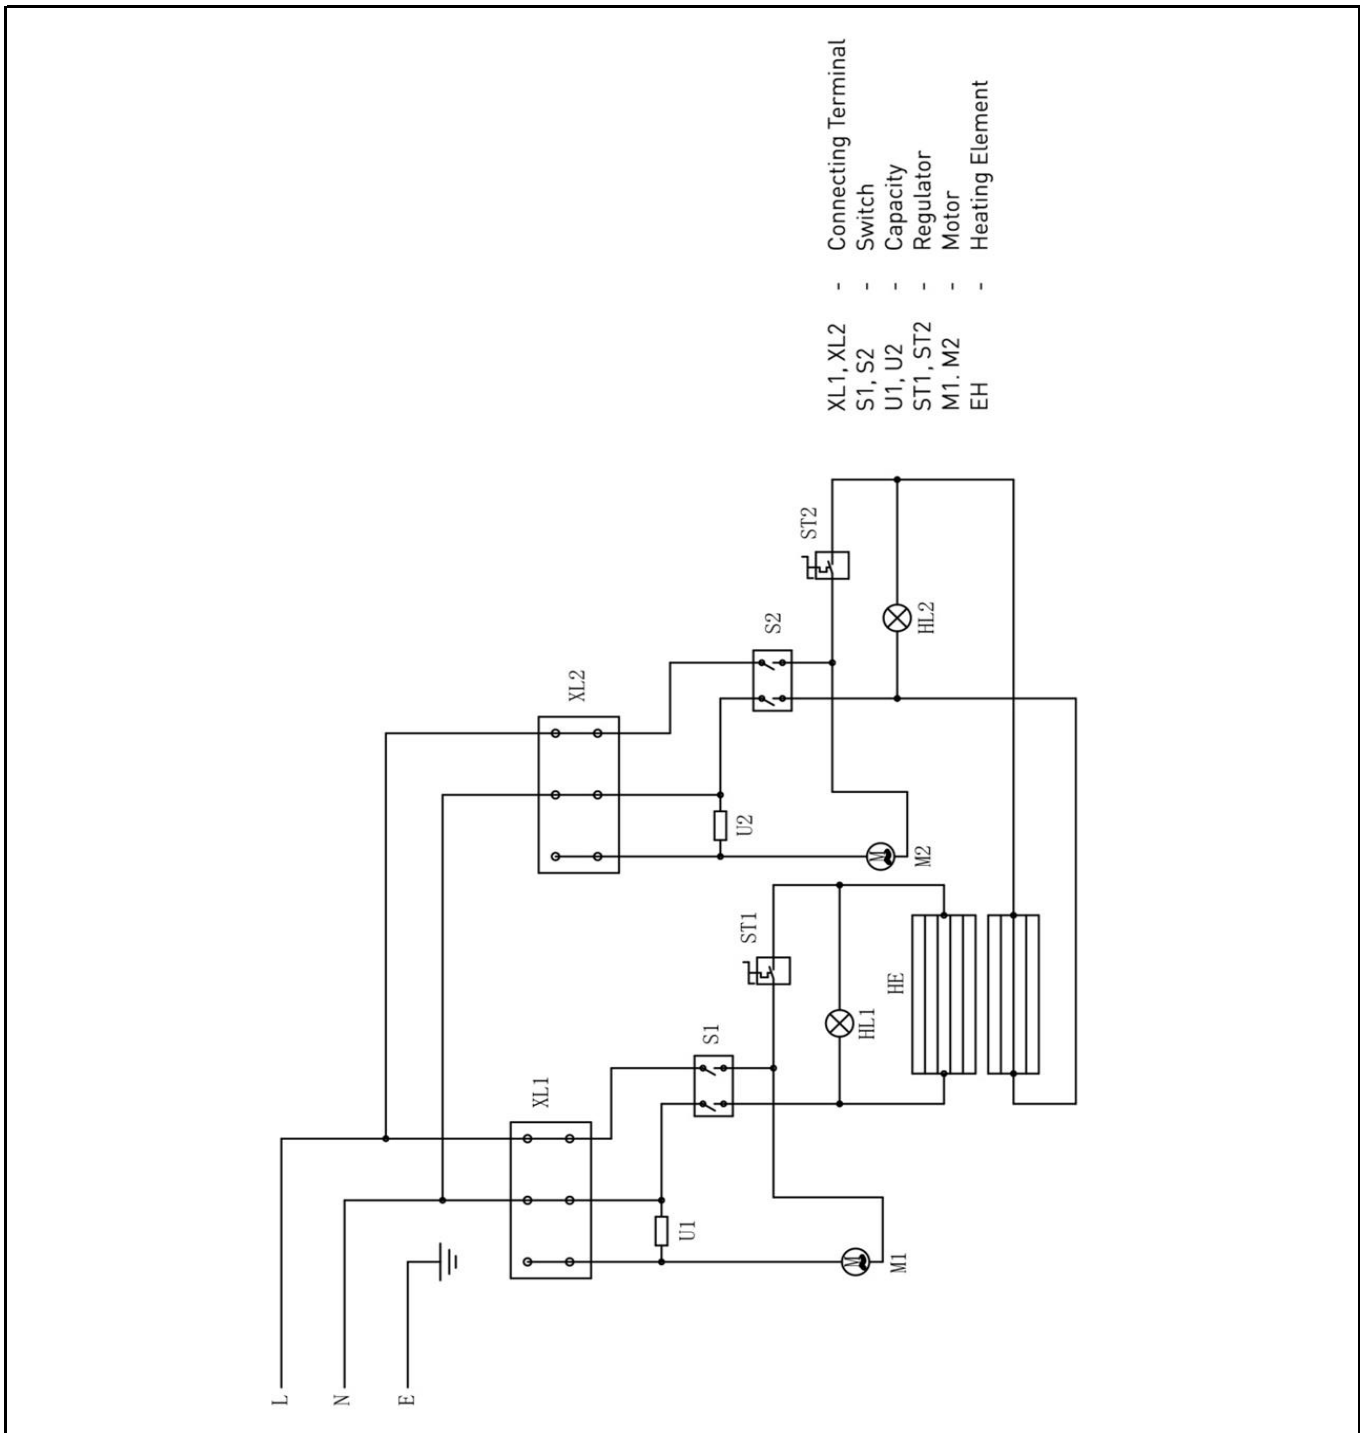 L
N
E
XL1
XL2
S1
S2
ST1
ST2
U1
U2
HL1
HL2
M1
M
M2
M
HE
XL1, XL2 - Connecting Terminal
S1, S2 - Switch
U1, U2 - Capacity
ST1, ST2 - Regulator
M1. M2 - Motor
EH - Heating Element